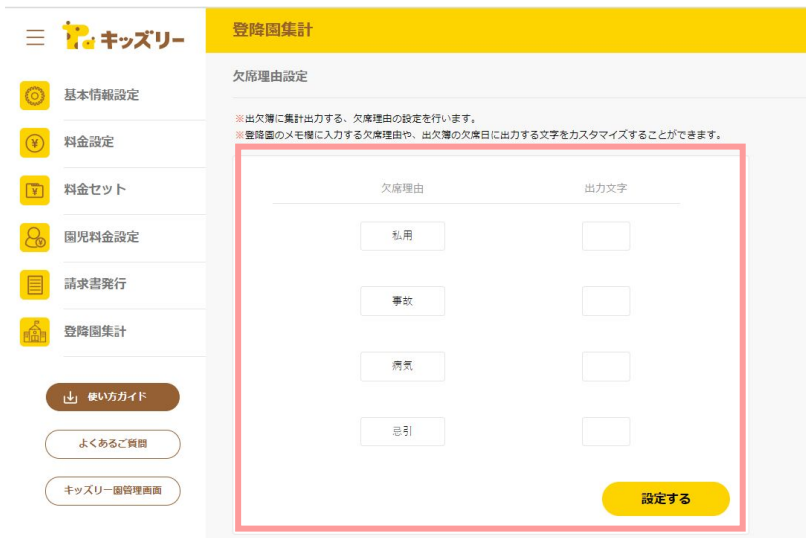 キッズリー
登降園集計
基本情報設定
料金設定
料金セット
園児料金設定
請求書発行
登降園集計
使い方ガイド
よくあるご質問
キッズリー園管理画面
欠席理由設定
※出欠簿に集計出力する、欠席理由の設定を行います。
※登降園のメモ欄に入力する欠席理由や、出欠簿の欠席日に出力する文字をカスタマイズすることができます。
欠席理由 出力文字
私用
事故
病気
忌引
設定する